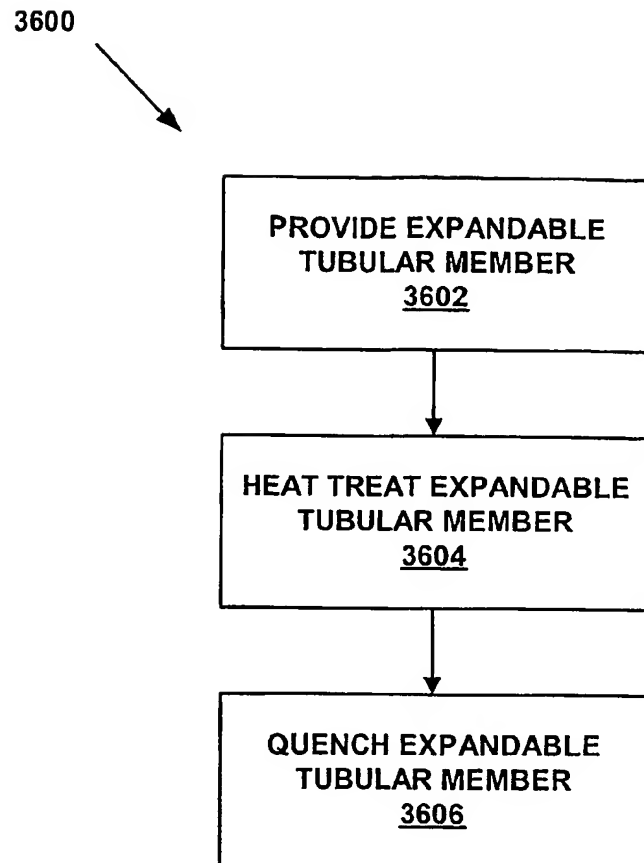 3600
PROVIDE EXPANDABLE
TUBULAR MEMBER
3602
HEAT TREAT EXPANDABLE
TUBULAR MEMBER
3604
QUENCH EXPANDABLE
TUBULAR MEMBER
3606